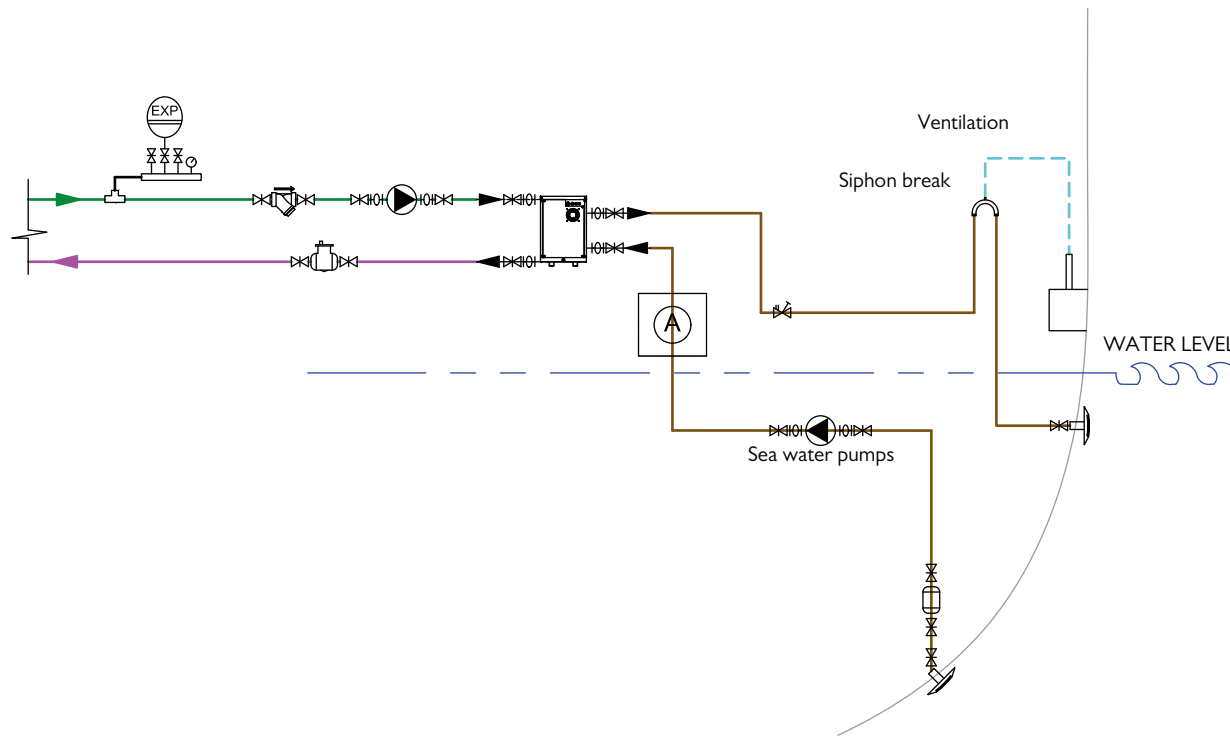 Ventilation
EXP
Siphon break
A
WATER LEVEL
Sea water pumps